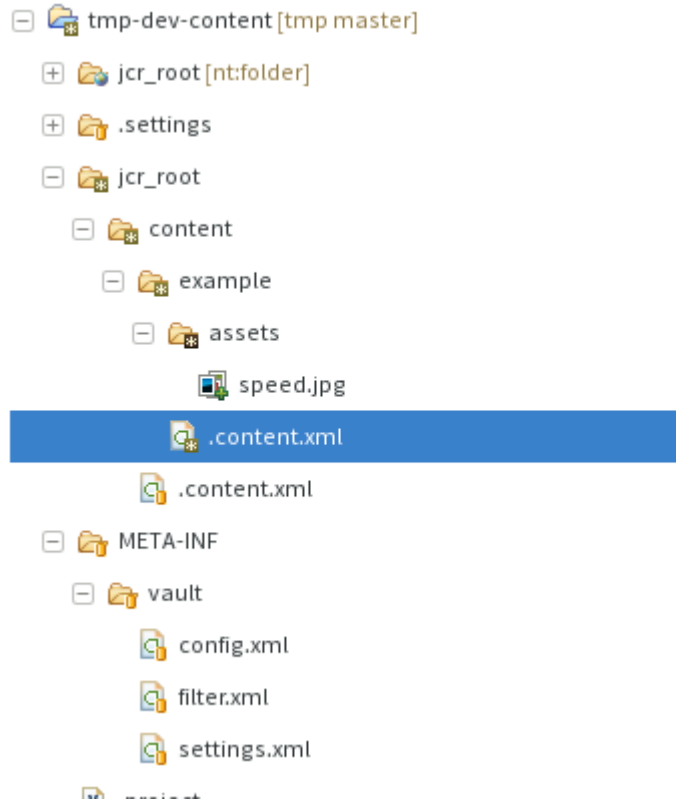 tmp-dev-content [tmp master]
jcr_root [nt:folder]
.settings
jcr_root
content
example
assets
speed.jpg
.content.xml
.content.xml
META-INF
vault
config.xml
filter.xml
settings.xml
.project